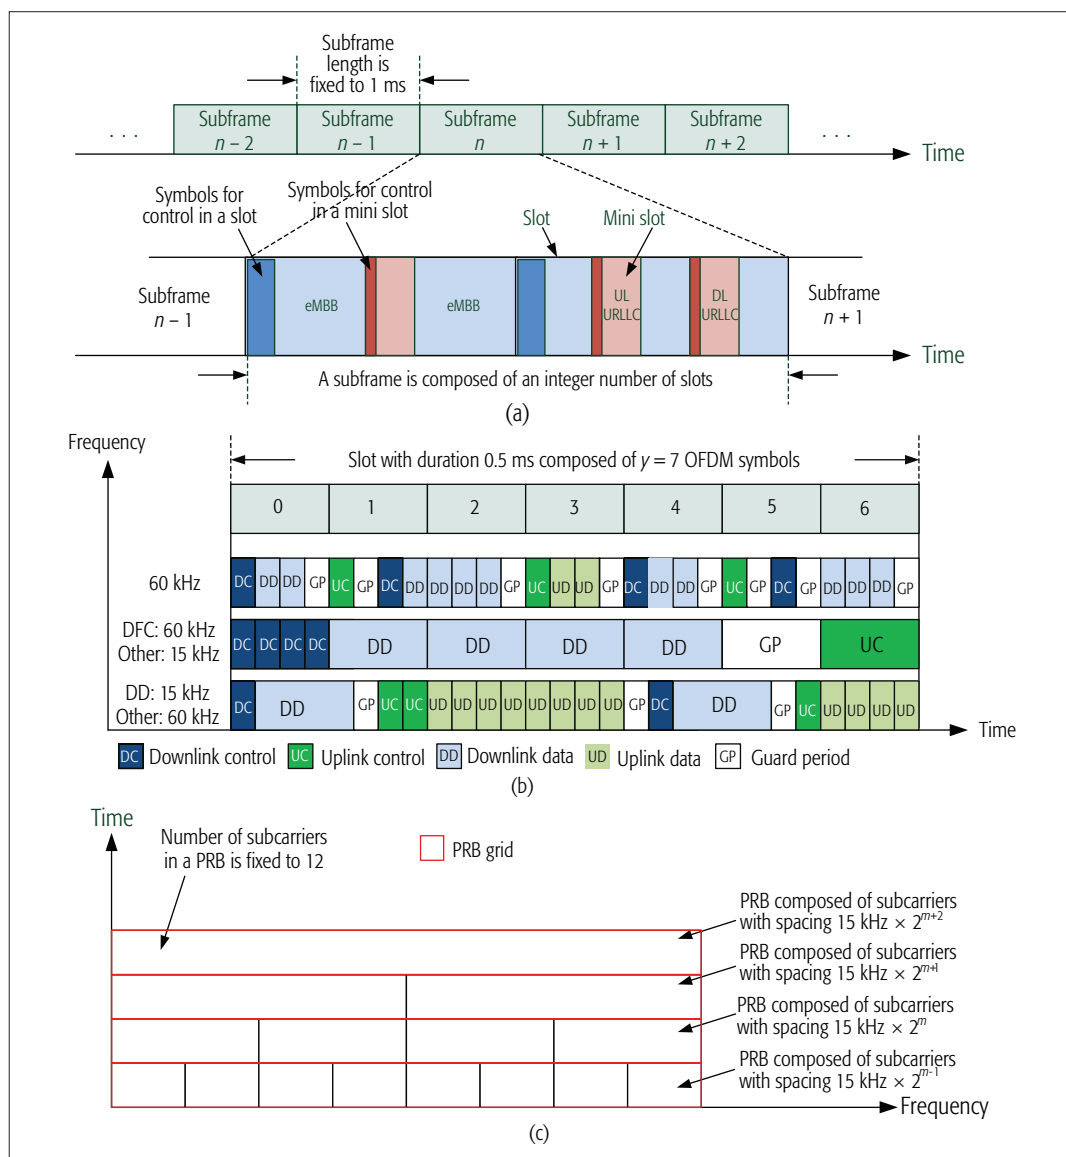 Subframe
length is
fixed to 1 ms
. . .
Subframe
n – 2
Subframe
n – 1
Subframe
n
Subframe
n + 1
Subframe
n + 2
. . .
Time
Symbols for
control in a slot
Symbols for control
in a mini slot
Slot
Mini slot
Subframe
n – 1
eMBB
eMBB
UL
URLLC
DL
URLLC
Subframe
n + 1
Time
A subframe is composed of an integer number of slots
(a)
Frequency
Slot with duration 0.5 ms composed of y = 7 OFDM symbols
0 1 2 3 4 5 6
60 kHz
DC DD DD GP UC GP DC DD DD DD DD GP UC UD UD GP DC DD DD GP UC GP DC GP DD DD DD GP
DFC: 60 kHz
Other: 15 kHz
DC DC DC DC DD DD DD DD GP UC
DD: 15 kHz
Other: 60 kHz
DC DD GP UC UC UD UD UD UD UD UD UD UD GP DC DD GP UC UD UD UD UD
Time
DC Downlink control UC Uplink control DD Downlink data UD Uplink data GP Guard period
(b)
Time
Number of subcarriers
in a PRB is fixed to 12
PRB grid
PRB composed of subcarriers
with spacing 15 kHz × 2^{m+2}
PRB composed of subcarriers
with spacing 15 kHz × 2^{m+1}
PRB composed of subcarriers
with spacing 15 kHz × 2^{m}
PRB composed of subcarriers
with spacing 15 kHz × 2^{m-1}
Frequency
(c)